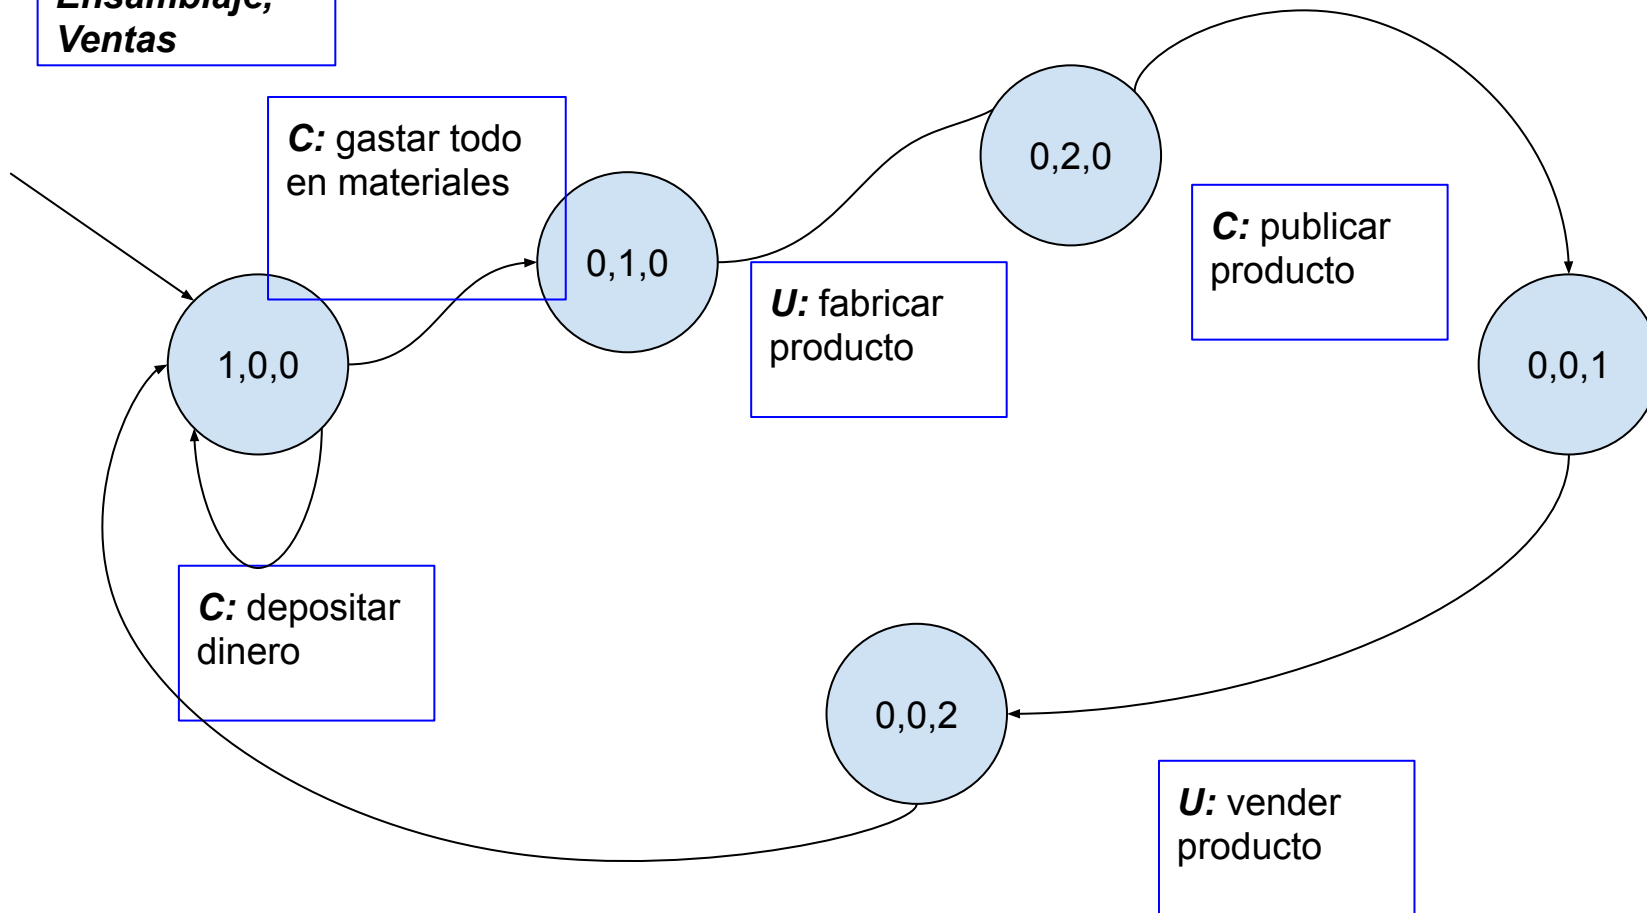 Ensamblaje,
Ventas
C: gastar todo
en materiales
0,2,0
C: publicar
producto
0,1,0
U: fabricar
producto
1,0,0
0,0,1
C: depositar
dinero
0,0,2
U: vender
producto